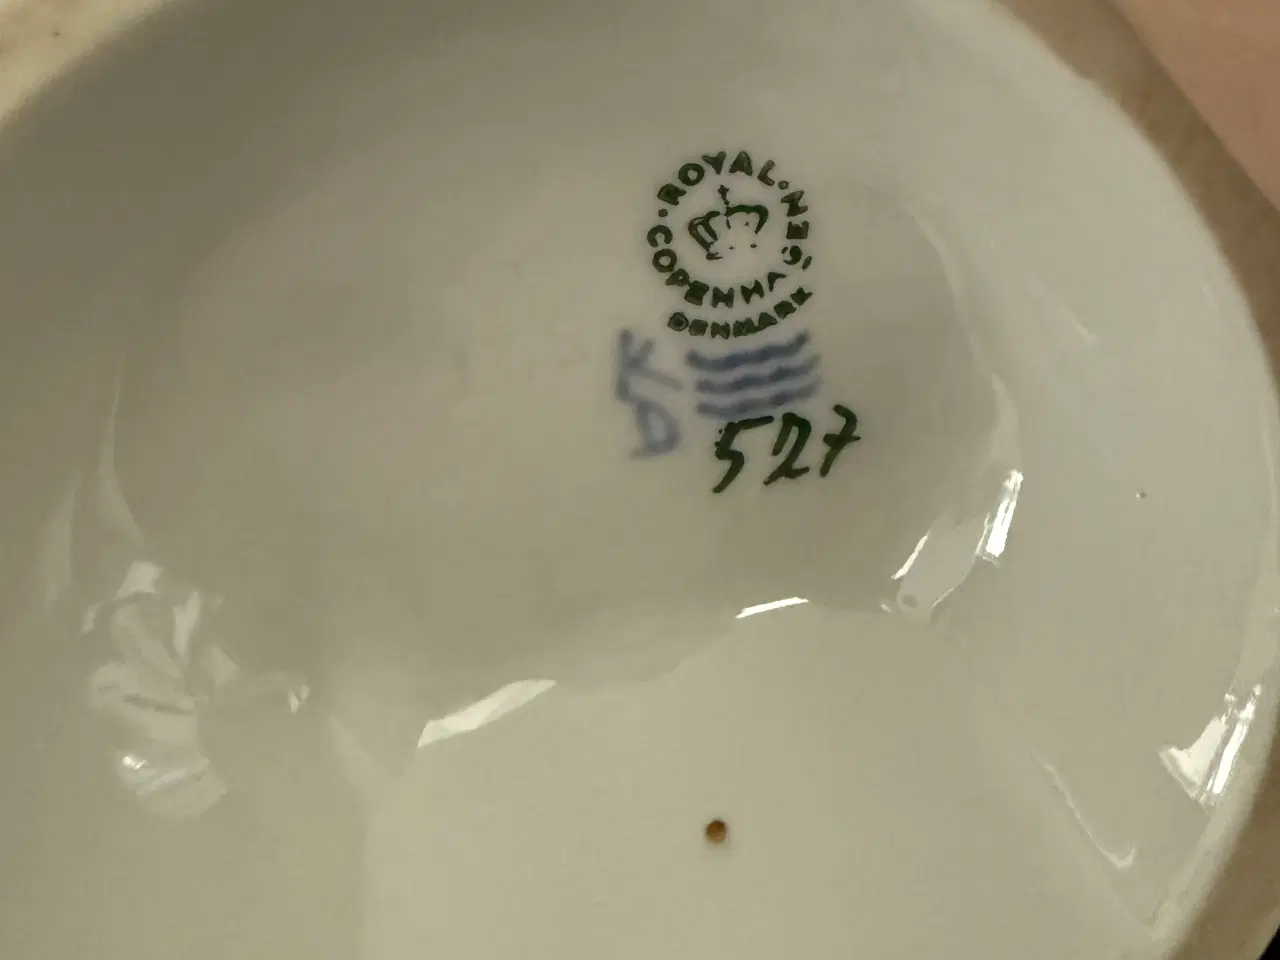 ROYAL · COPENHAGEN ·
DENMARK
527